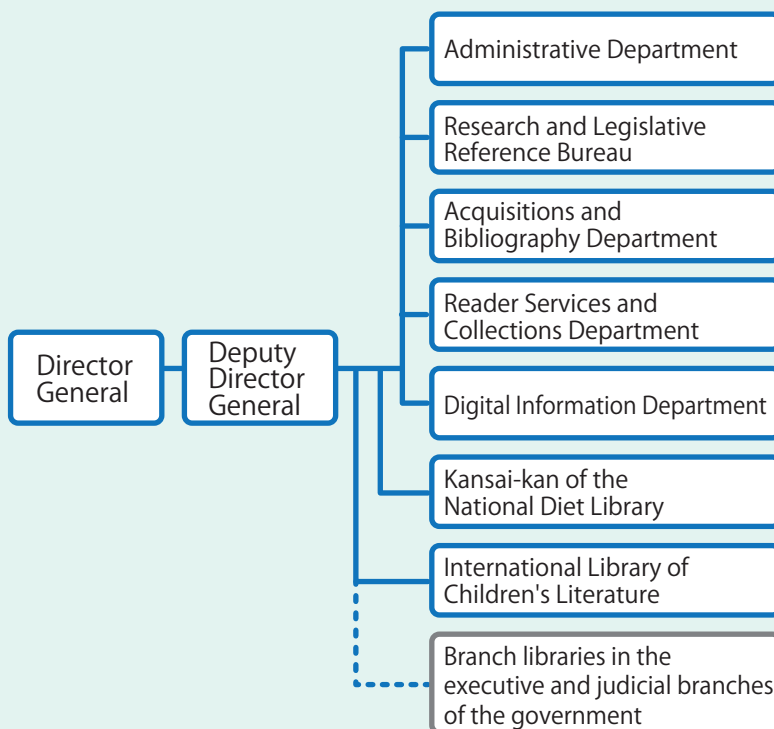 Administrative Department
Research and Legislative
Reference Bureau
Acquisitions and
Bibliography Department
Reader Services and
Collections Department
Director
General
Deputy
Director
General
Digital Information Department
Kansai-kan of the
National Diet Library
International Library of
Children's Literature
Branch libraries in the
executive and judicial branches
of the government